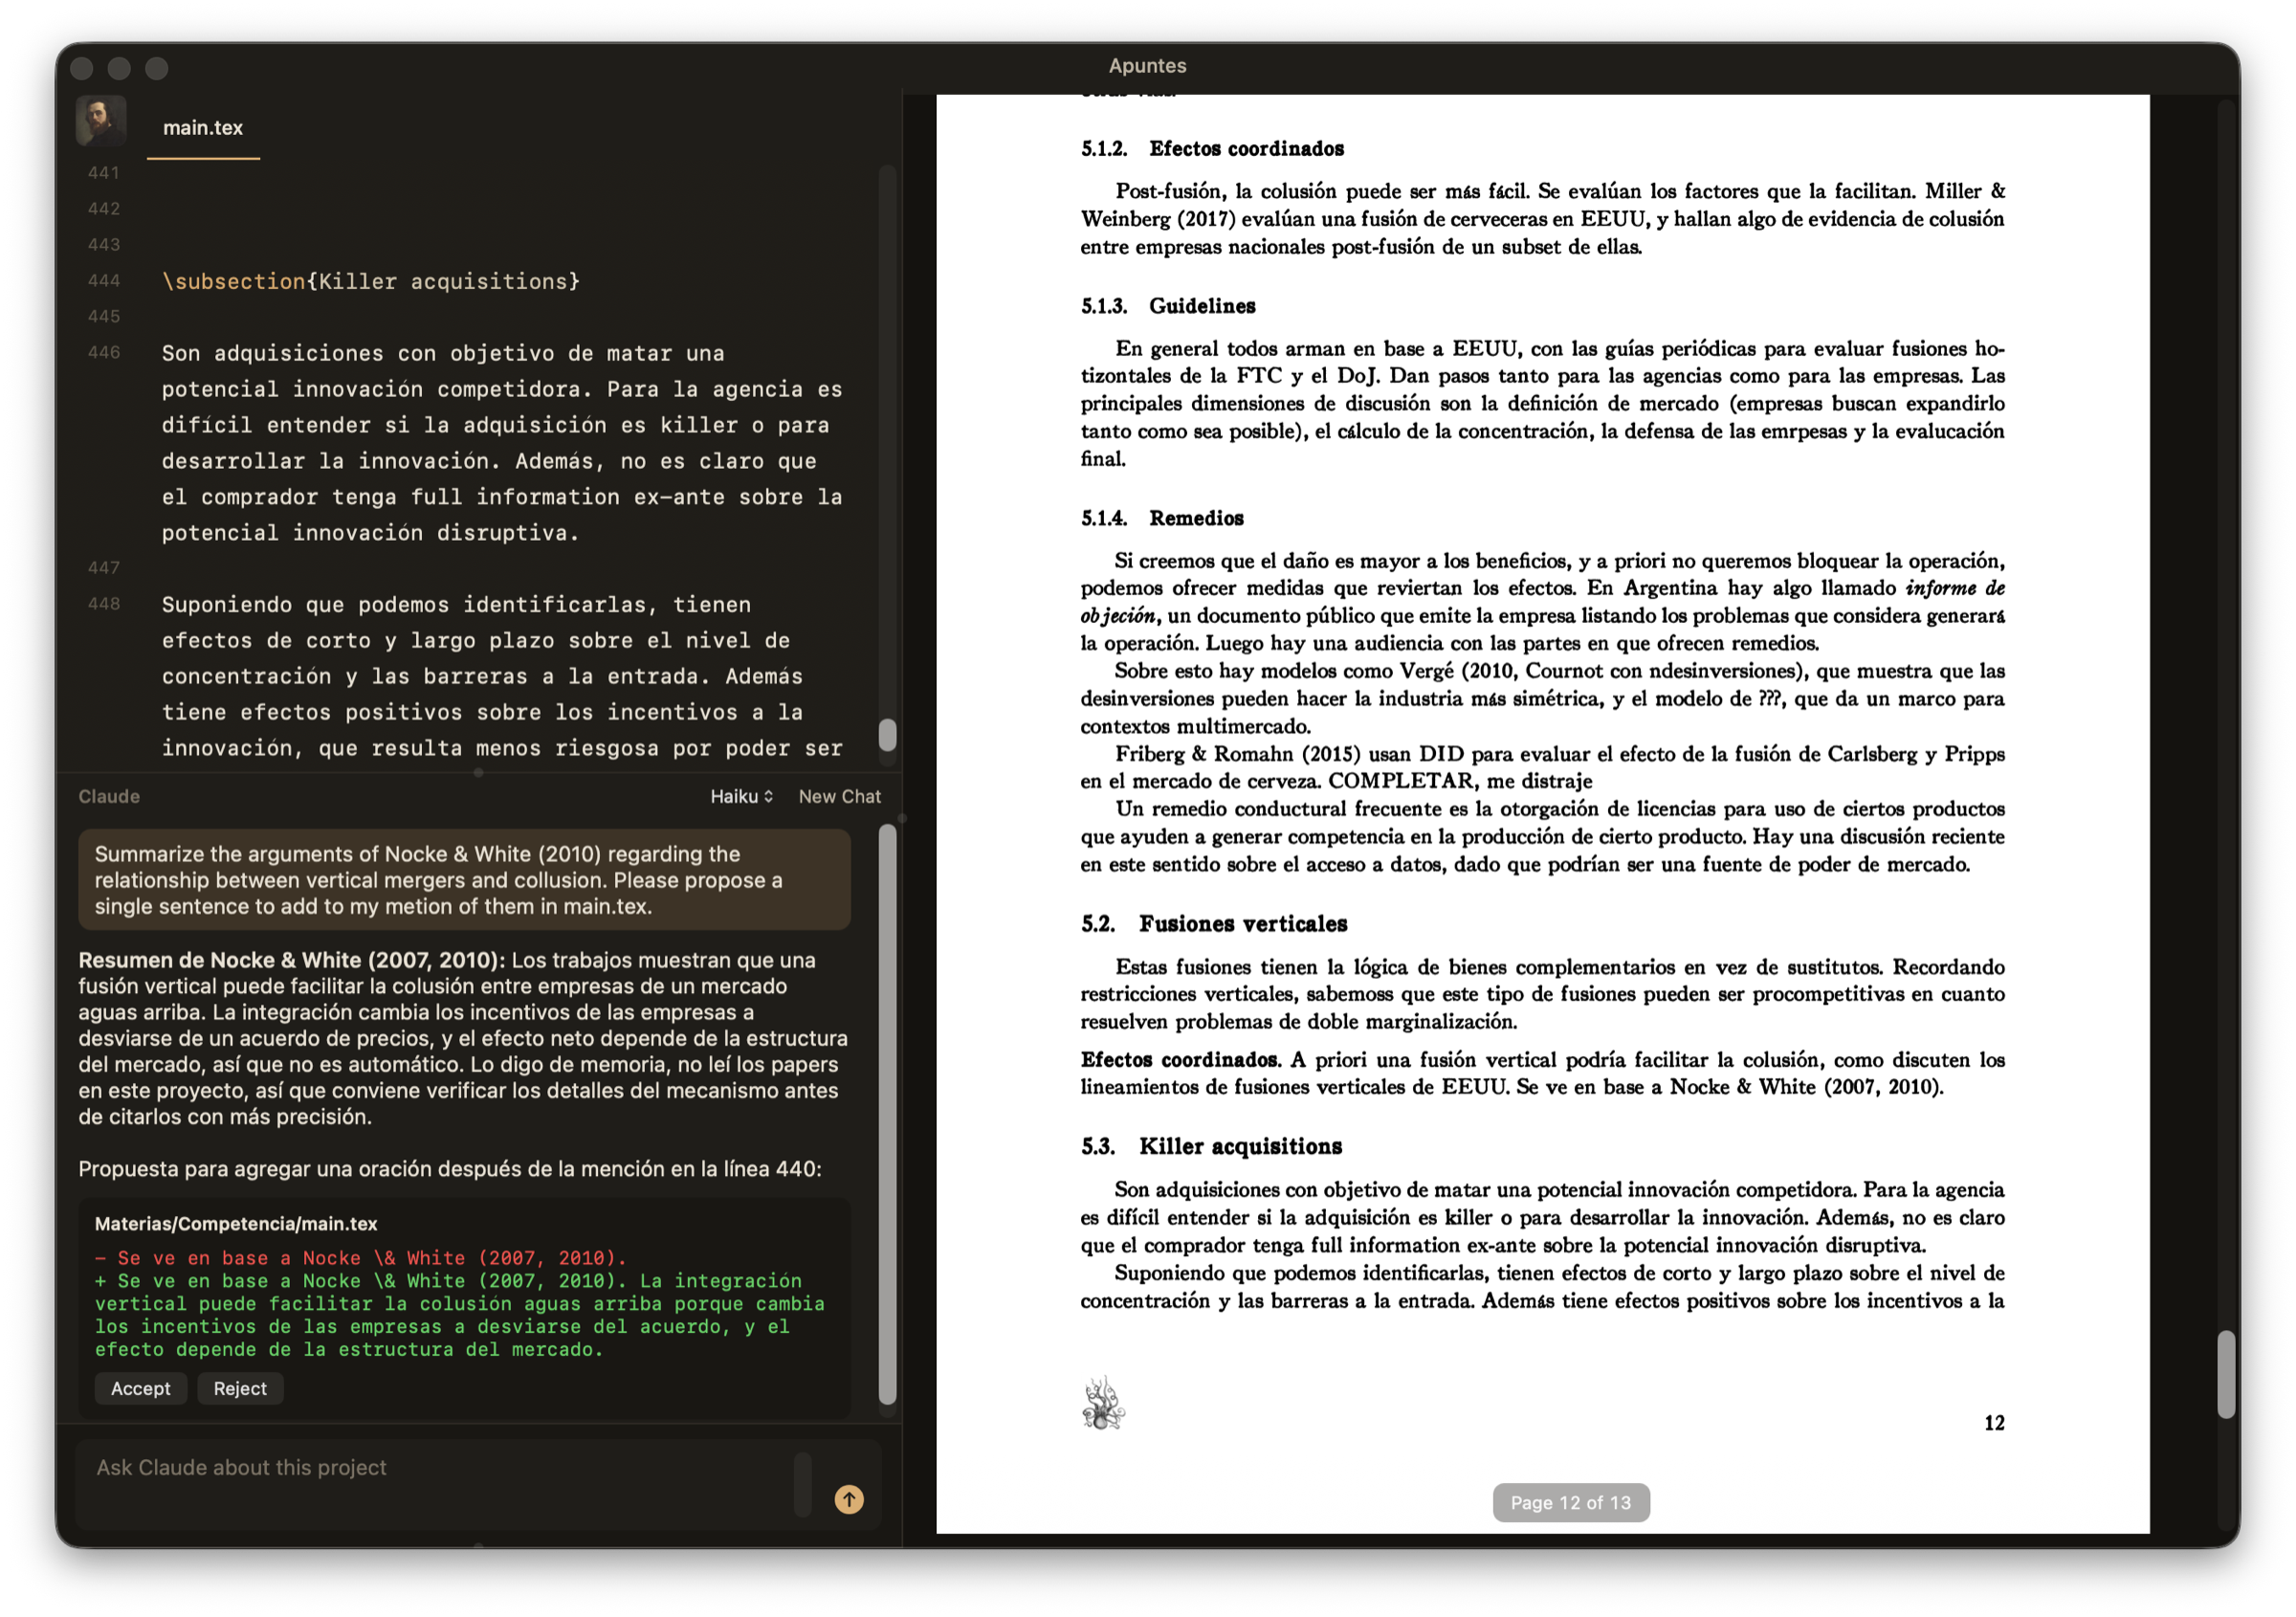 Apuntes
main.tex
441
442
443
444 \subsection{Killer acquisitions}
445
446 Son adquisiciones con objetivo de matar una
potencial innovación competidora. Para la agencia es
difícil entender si la adquisición es killer o para
desarrollar la innovación. Además, no es claro que
el comprador tenga full information ex-ante sobre la
potencial innovación disruptiva.
447
448 Suponiendo que podemos identificarlas, tienen
efectos de corto y largo plazo sobre el nivel de
concentración y las barreras a la entrada. Además
tiene efectos positivos sobre los incentivos a la
innovación, que resulta menos riesgosa por poder ser
Claude Haiku New Chat
Summarize the arguments of Nocke & White (2010) regarding the
relationship between vertical mergers and collusion. Please propose a
single sentence to add to my metion of them in main.tex.
Resumen de Nocke & White (2007, 2010): Los trabajos muestran que una
fusión vertical puede facilitar la colusión entre empresas de un mercado
aguas arriba. La integración cambia los incentivos de las empresas a
desviarse de un acuerdo de precios, y el efecto neto depende de la estructura
del mercado, así que no es automático. Lo digo de memoria, no leí los papers
en este proyecto, así que conviene verificar los detalles del mecanismo antes
de citarlos con más precisión.
Propuesta para agregar una oración después de la mención en la línea 440:
Materias/Competencia/main.tex
- Se ve en base a Nocke \& White (2007, 2010).
+ Se ve en base a Nocke \& White (2007, 2010). La integración
vertical puede facilitar la colusión aguas arriba porque cambia
los incentivos de las empresas a desviarse del acuerdo, y el
efecto depende de la estructura del mercado.
Accept Reject
Ask Claude about this project
5.1.2. Efectos coordinados
Post-fusión, la colusión puede ser más fácil. Se evalúan los factores que la facilitan. Miller &
Weinberg (2017) evalúan una fusión de cerveceras en EEUU, y hallan algo de evidencia de colusión
entre empresas nacionales post-fusión de un subset de ellas.
5.1.3. Guidelines
En general todos arman en base a EEUU, con las guías periódicas para evaluar fusiones ho-
tizontales de la FTC y el DoJ. Dan pasos tanto para las agencias como para las empresas. Las
principales dimensiones de discusión son la definición de mercado (empresas buscan expandirlo
tanto como sea posible), el cálculo de la concentración, la defensa de las emrpesas y la evalucación
final.
5.1.4. Remedios
Si creemos que el daño es mayor a los beneficios, y a priori no queremos bloquear la operación,
podemos ofrecer medidas que reviertan los efectos. En Argentina hay algo llamado informe de
objeción, un documento público que emite la empresa listando los problemas que considera generará
la operación. Luego hay una audiencia con las partes en que ofrecen remedios.
Sobre esto hay modelos como Vergé (2010, Cournot con ndesinversiones), que muestra que las
desinversiones pueden hacer la industria más simétrica, y el modelo de ???, que da un marco para
contextos multimercado.
Friberg & Romahn (2015) usan DID para evaluar el efecto de la fusión de Carlsberg y Pripps
en el mercado de cerveza. COMPLETAR, me distraje
Un remedio conductural frecuente es la otorgación de licencias para uso de ciertos productos
que ayuden a generar competencia en la producción de cierto producto. Hay una discusión reciente
en este sentido sobre el acceso a datos, dado que podrían ser una fuente de poder de mercado.
5.2. Fusiones verticales
Estas fusiones tienen la lógica de bienes complementarios en vez de sustitutos. Recordando
restricciones verticales, sabemoss que este tipo de fusiones pueden ser procompetitivas en cuanto
resuelven problemas de doble marginalización.
Efectos coordinados. A priori una fusión vertical podría facilitar la colusión, como discuten los
lineamientos de fusiones verticales de EEUU. Se ve en base a Nocke & White (2007, 2010).
5.3. Killer acquisitions
Son adquisiciones con objetivo de matar una potencial innovación competidora. Para la agencia
es difícil entender si la adquisición es killer o para desarrollar la innovación. Además, no es claro
que el comprador tenga full information ex-ante sobre la potencial innovación disruptiva.
Suponiendo que podemos identificarlas, tienen efectos de corto y largo plazo sobre el nivel de
concentración y las barreras a la entrada. Además tiene efectos positivos sobre los incentivos a la
12
Page 12 of 13